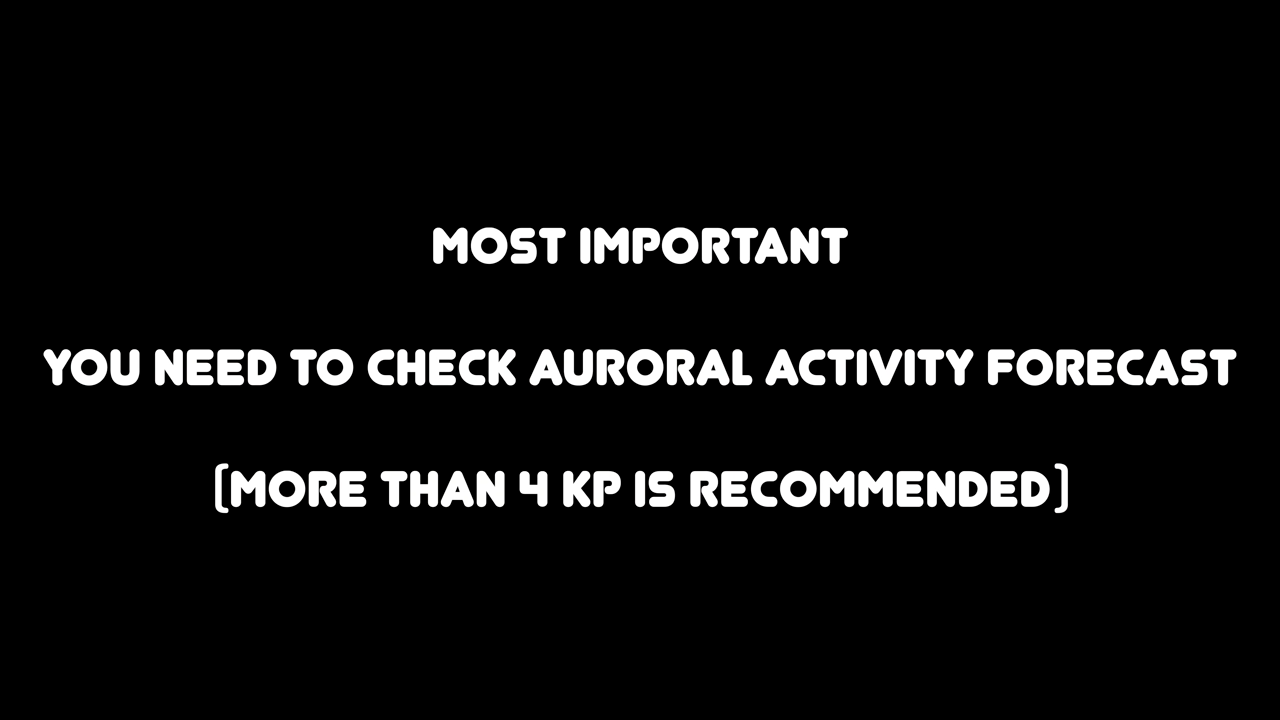 MOST IMPORTANT
YOU NEED TO CHECK AURORAL ACTIVITY FORECAST
(MORE THAN 4 KP IS RECOMMENDED)